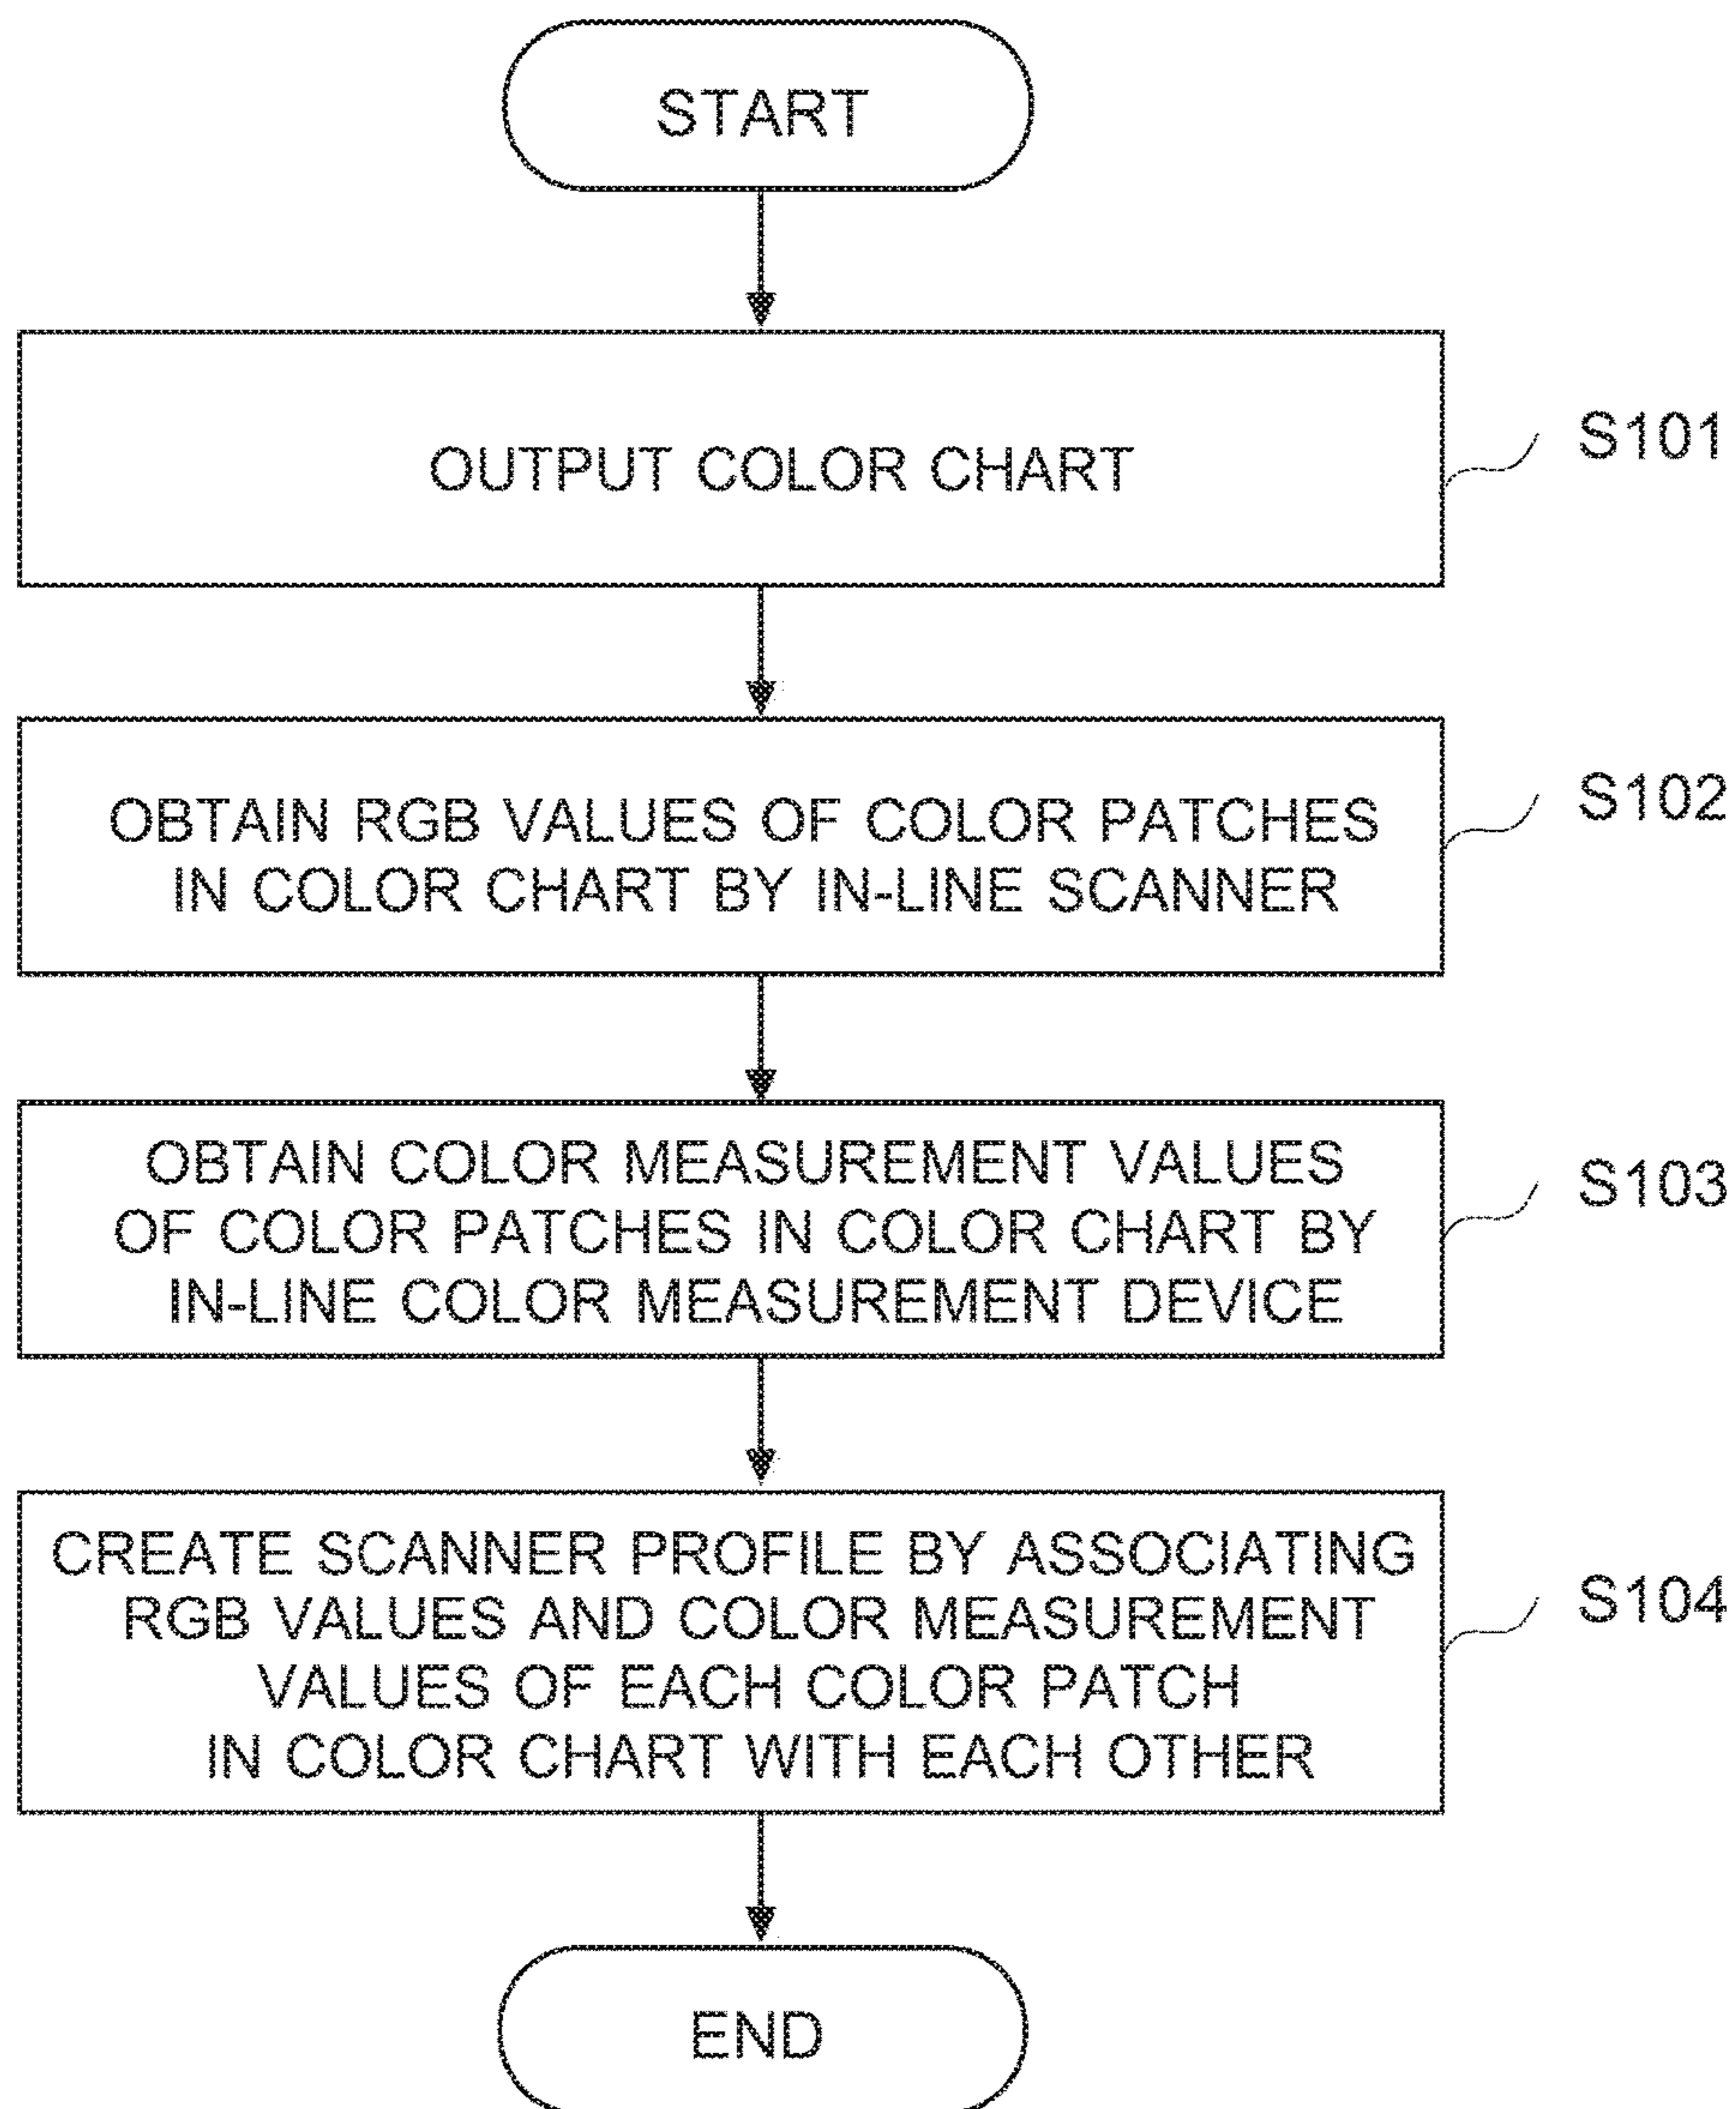 START
OUTPUT COLOR CHART
S101
OBTAIN RGB VALUES OF COLOR PATCHES
IN COLOR CHART BY IN-LINE SCANNER
S102
OBTAIN COLOR MEASUREMENT VALUES
OF COLOR PATCHES IN COLOR CHART BY
IN-LINE COLOR MEASUREMENT DEVICE
S103
CREATE SCANNER PROFILE BY ASSOCIATING
RGB VALUES AND COLOR MEASUREMENT
VALUES OF EACH COLOR PATCH
IN COLOR CHART WITH EACH OTHER
S104
END